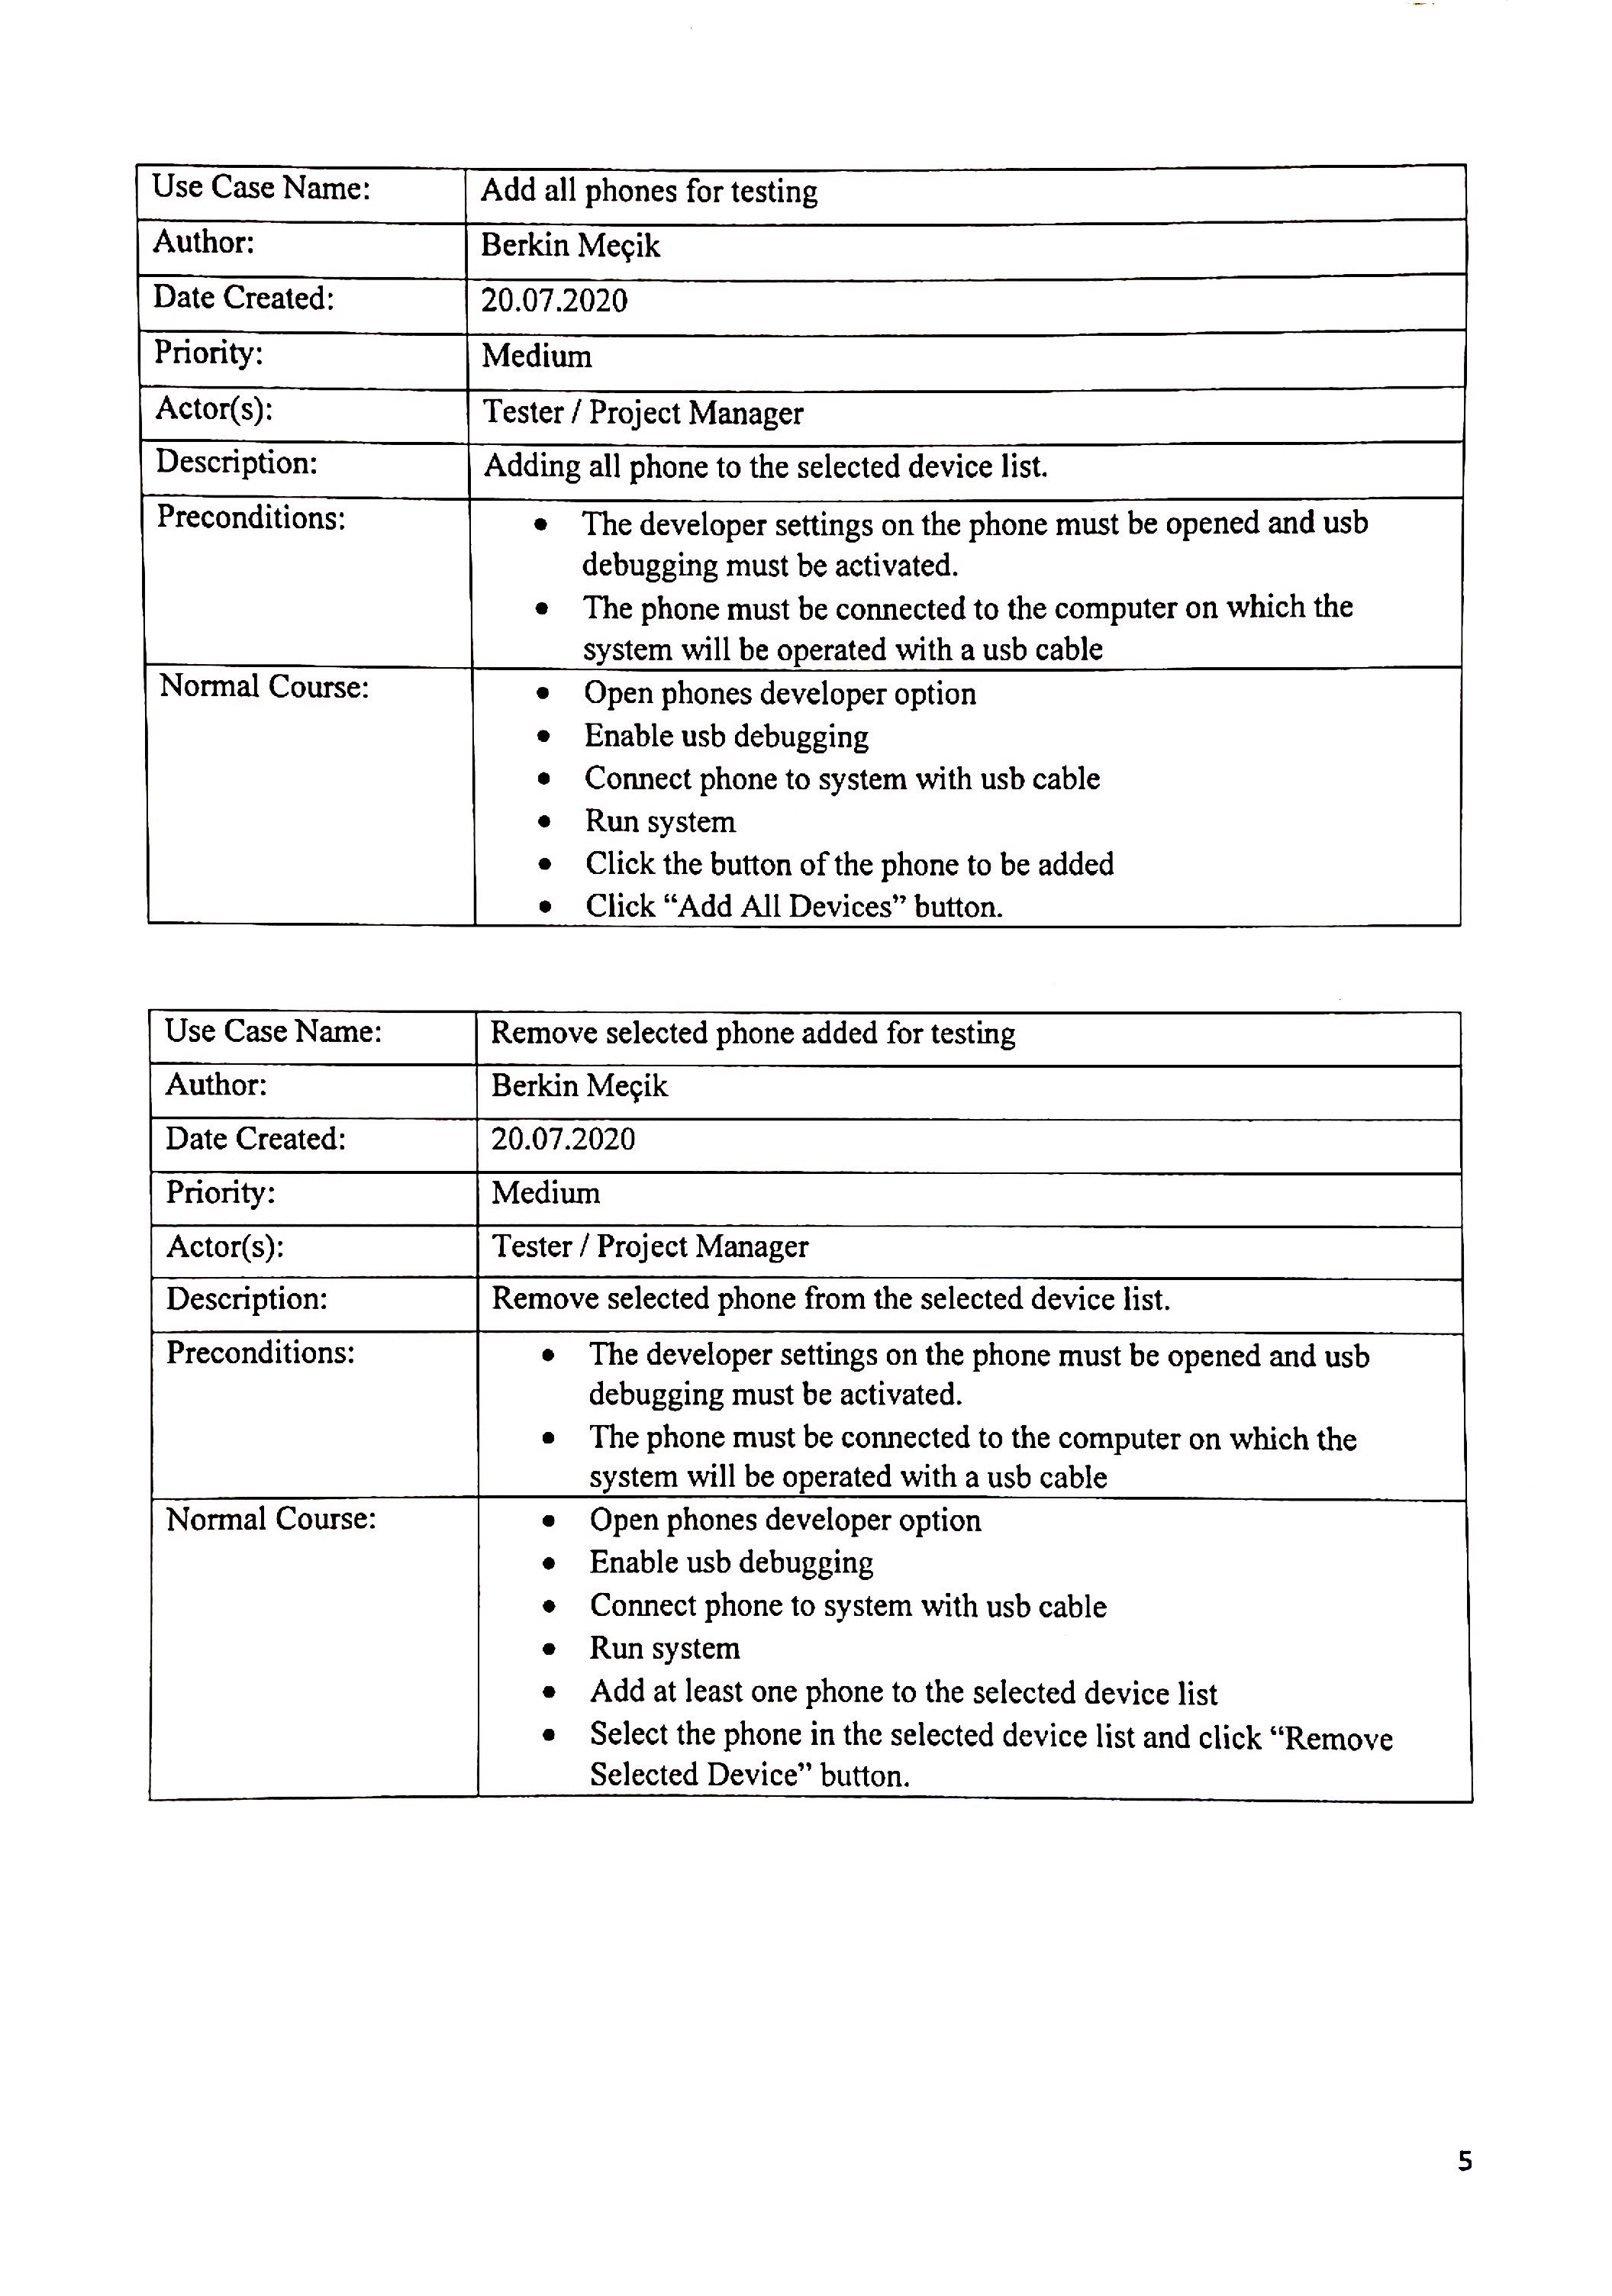 Use Case Name: Add all phones for testing
Author: Berkin Meçik
Date Created: 20.07.2020
Priority: Medium
Actor(s): Tester / Project Manager
Description: Adding all phone to the selected device list.
Preconditions: • The developer settings on the phone must be opened and usb
debugging must be activated.
• The phone must be connected to the computer on which the
system will be operated with a usb cable
Normal Course: • Open phones developer option
• Enable usb debugging
• Connect phone to system with usb cable
• Run system
• Click the button of the phone to be added
• Click “Add All Devices” button.
Use Case Name: Remove selected phone added for testing
Author: Berkin Meçik
Date Created: 20.07.2020
Priority: Medium
Actor(s): Tester / Project Manager
Description: Remove selected phone from the selected device list.
Preconditions: • The developer settings on the phone must be opened and usb
debugging must be activated.
• The phone must be connected to the computer on which the
system will be operated with a usb cable
Normal Course: • Open phones developer option
• Enable usb debugging
• Connect phone to system with usb cable
• Run system
• Add at least one phone to the selected device list
• Select the phone in the selected device list and click “Remove
Selected Device” button.
5